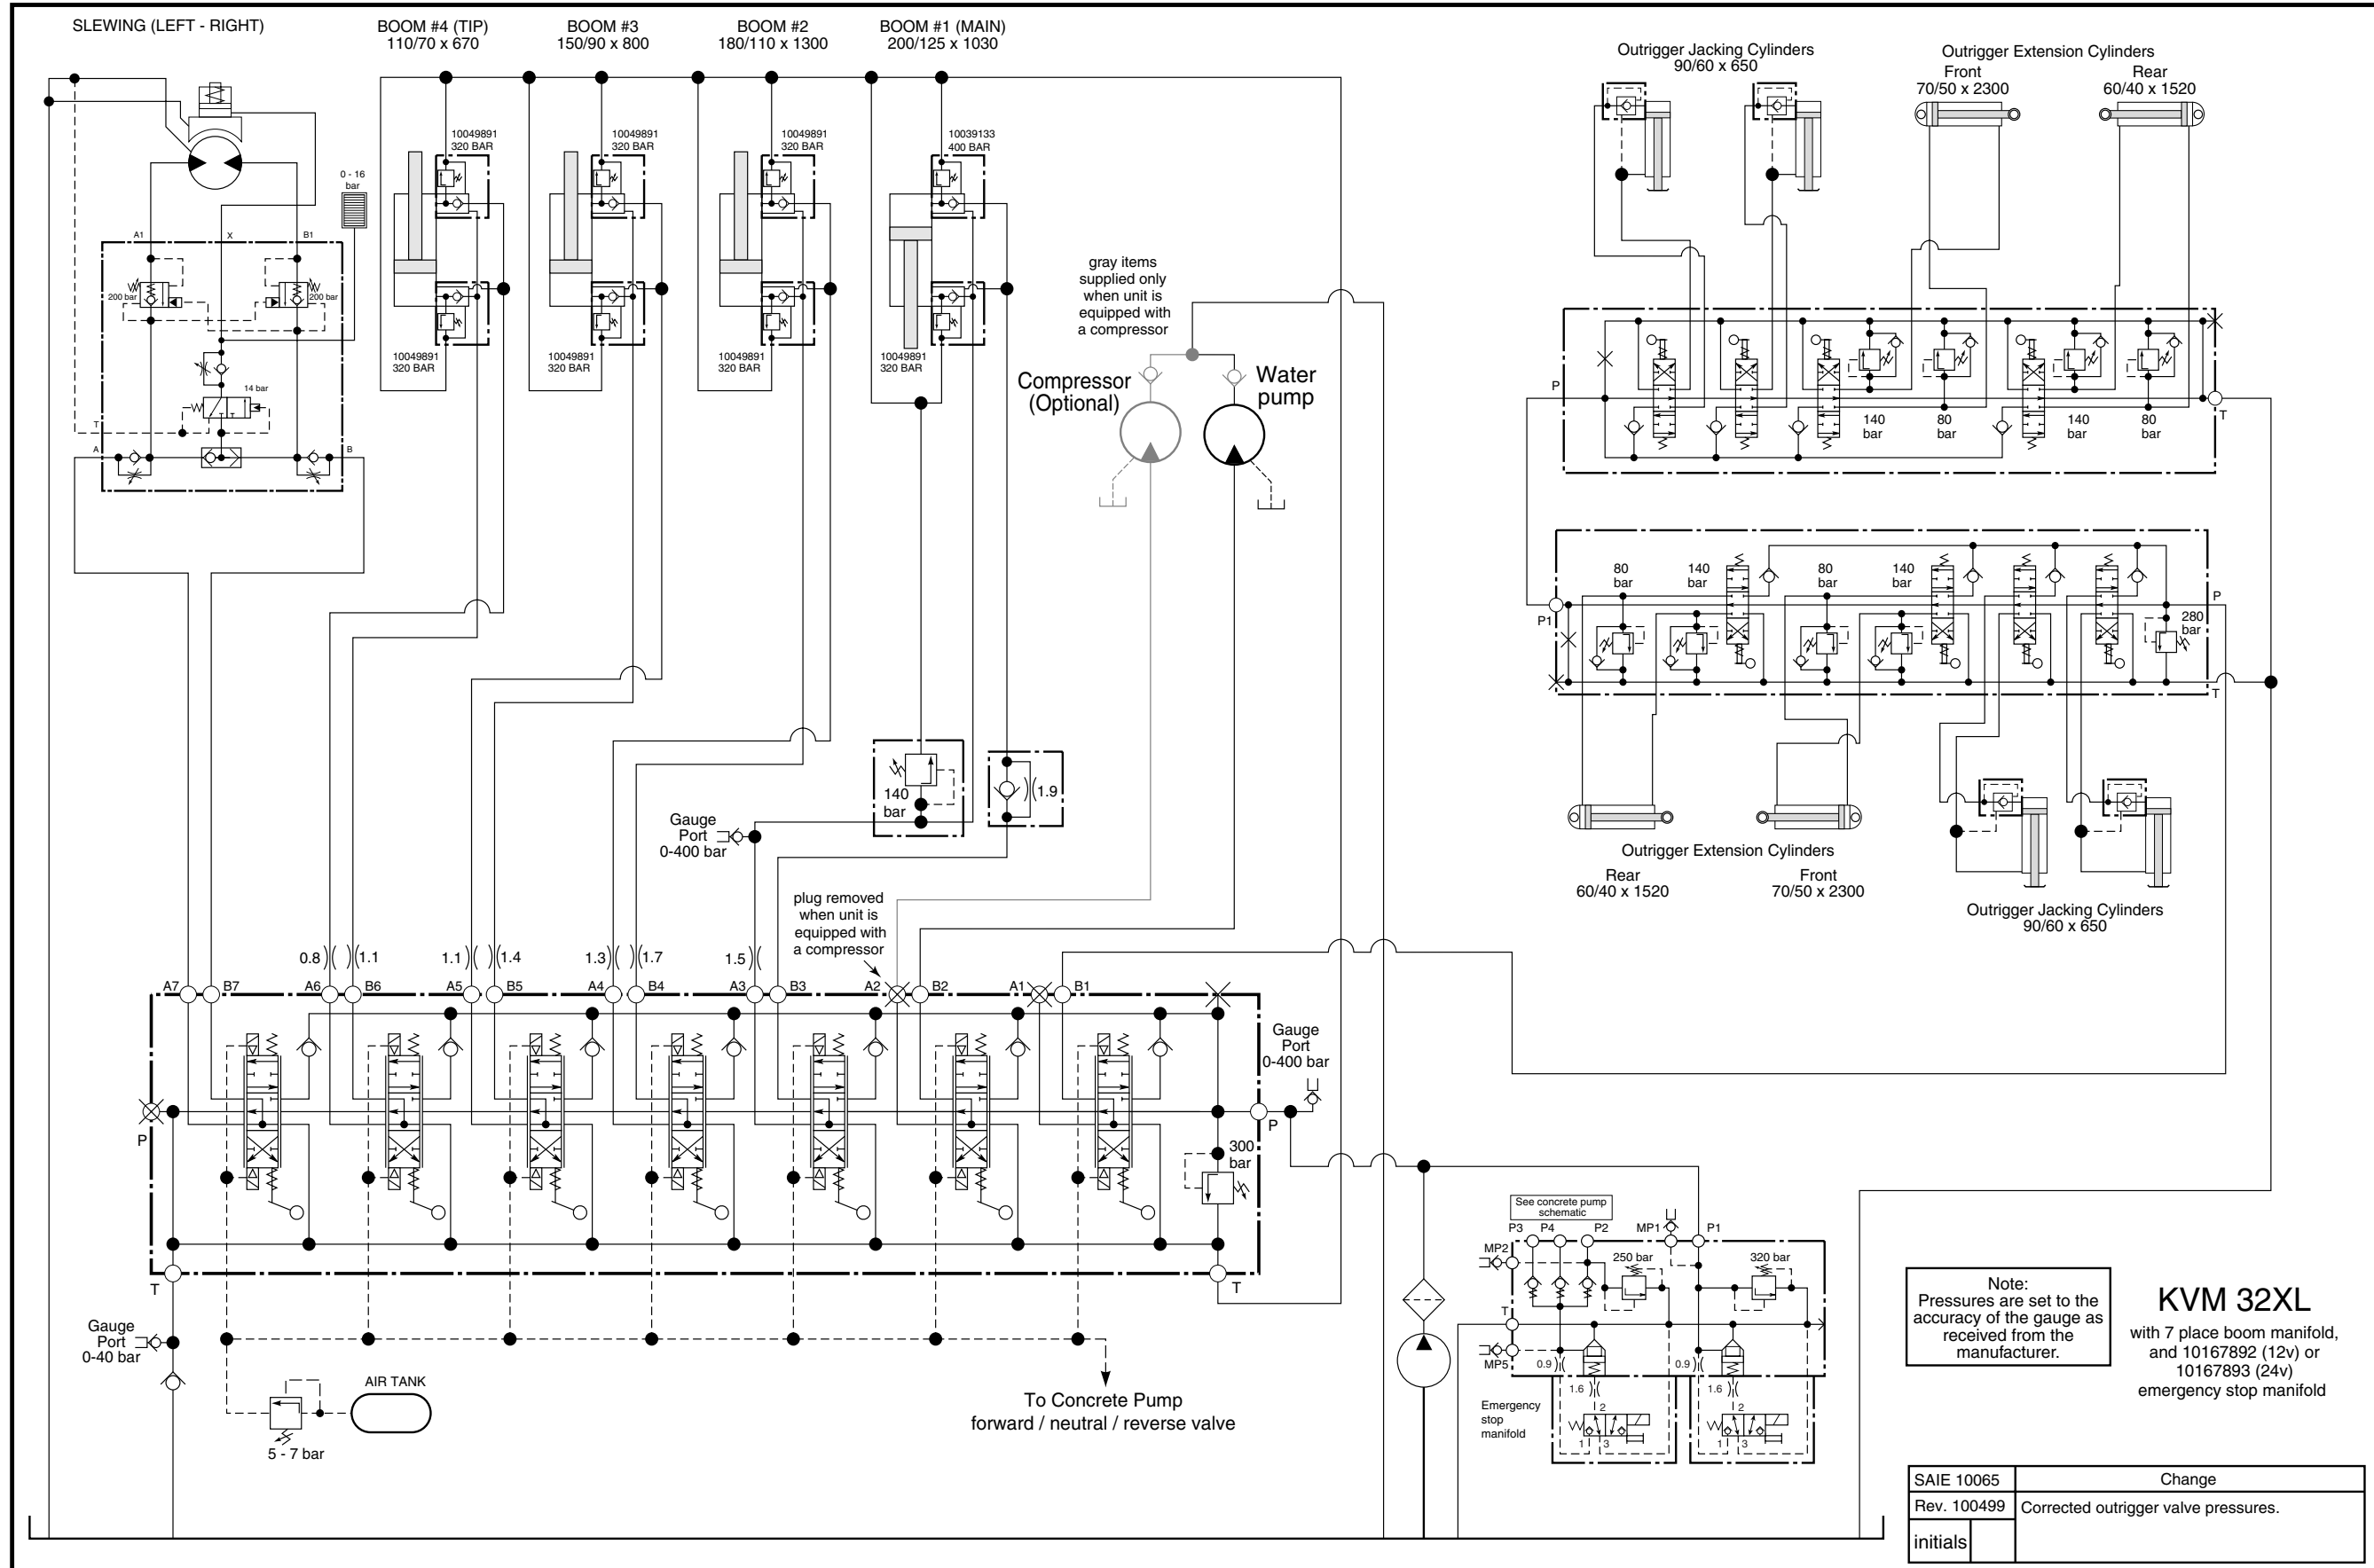 SLEWING (LEFT - RIGHT)
BOOM #4 (TIP)
110/70 x 670
BOOM #3
150/90 x 800
BOOM #2
180/110 x 1300
BOOM #1 (MAIN)
200/125 x 1030
Outrigger Jacking Cylinders
90/60 x 650
Outrigger Extension Cylinders
Front
70/50 x 2300
Rear
60/40 x 1520
10049891
320 BAR
10049891
320 BAR
10049891
320 BAR
10039133
400 BAR
0 - 16
bar
A1
X
B1
200 bar
200 bar
14 bar
T
A
B
10049891
320 BAR
10049891
320 BAR
10049891
320 BAR
10049891
320 BAR
gray items
supplied only
when unit is
equipped with
a compressor
Compressor
(Optional)
Water
pump
P
T
140
bar
80
bar
140
bar
80
bar
80
bar
140
bar
80
bar
140
bar
P
P1
280
bar
T
140
bar
1.9
Gauge
Port
0-400 bar
Outrigger Extension Cylinders
Rear
60/40 x 1520
Front
70/50 x 2300
Outrigger Jacking Cylinders
90/60 x 650
plug removed
when unit is
equipped with
a compressor
0.8
1.1
1.1
1.4
1.3
1.7
1.5
A7
B7
A6
B6
A5
B5
A4
B4
A3
B3
A2
B2
A1
B1
Gauge
Port
0-400 bar
P
P
300
bar
T
T
Gauge
Port
0-40 bar
AIR TANK
5 - 7 bar
To Concrete Pump
forward / neutral / reverse valve
See concrete pump
schematic
P3
P4
P2
MP1
P1
MP2
250 bar
320 bar
T
MP5
0.9
0.9
1.6
1.6
2
2
1
3
1
3
Emergency
stop
manifold
Note:
Pressures are set to the
accuracy of the gauge as
received from the
manufacturer.
KVM 32XL
with 7 place boom manifold,
and 10167892 (12v) or
10167893 (24v)
emergency stop manifold
SAIE 10065
Change
Rev. 100499
Corrected outrigger valve pressures.
initials